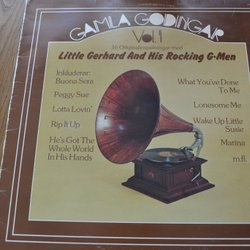 GAMLA GODINGAR
VOL 1
16 Originalinspelningar med
Little Gerhard And His Rocking G-Men
Inkluderar:
Buona Sera
Peggy Sue
Lotta Lovin'
Rip It Up
He's Got The
Whole World
In His Hands
What You've Done
To Me
Lonesome Me
Wake Up Little
Susie
Marina
m.fl.